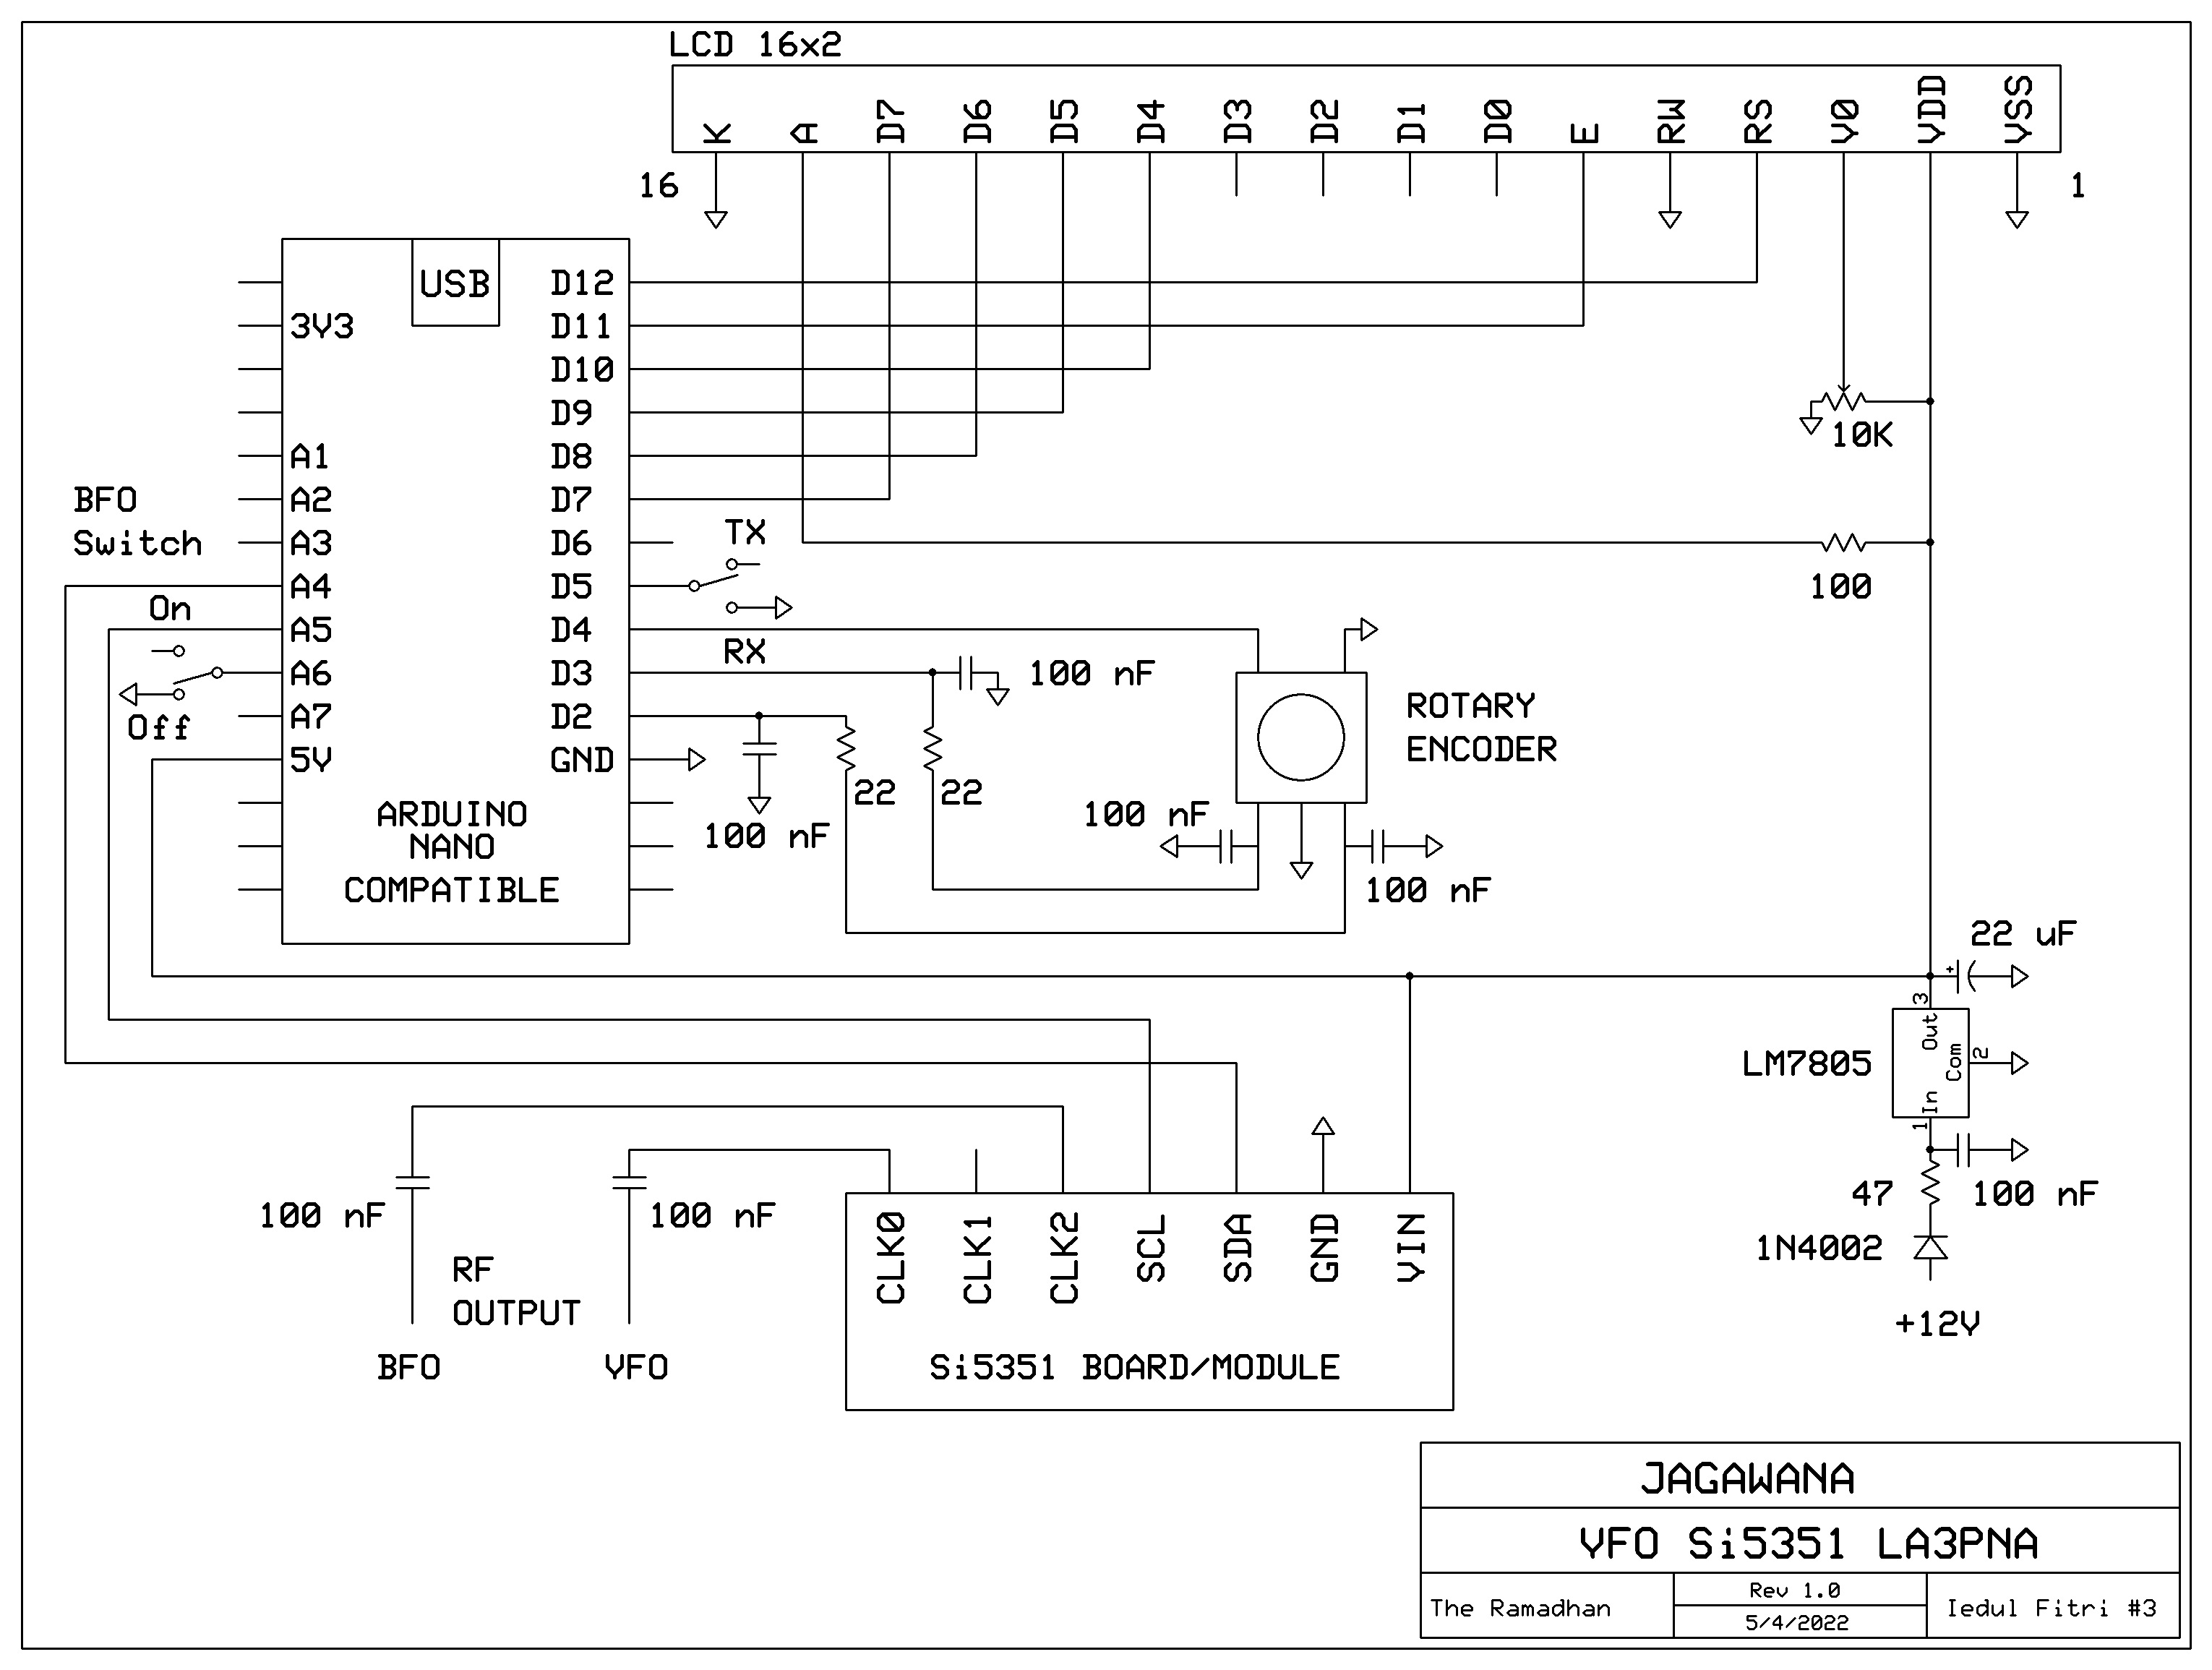 LCD 16x2
K
A
D7
D6
D5
D4
D3
D2
D1
D0
E
RW
RS
V0
VDD
VSS
16
1
USB
3V3
A1
A2
A3
A4
A5
A6
A7
5V
D12
D11
D10
D9
D8
D7
D6
D5
D4
D3
D2
GND
ARDUINO
NANO
COMPATIBLE
BFO
Switch
On
Off
TX
RX
10K
100
100 nF
100 nF
22
22
ROTARY
ENCODER
100 nF
100 nF
22 uF
+
3
Out
Com
2
In
1
LM7805
47
100 nF
1N4002
+12V
100 nF
100 nF
RF
OUTPUT
BFO
VFO
CLK0
CLK1
CLK2
SCL
SDA
GND
VIN
Si5351 BOARD/MODULE
JAGAWANA
VFO Si5351 LA3PNA
The Ramadhan
Rev 1.0
5/4/2022
Iedul Fitri #3